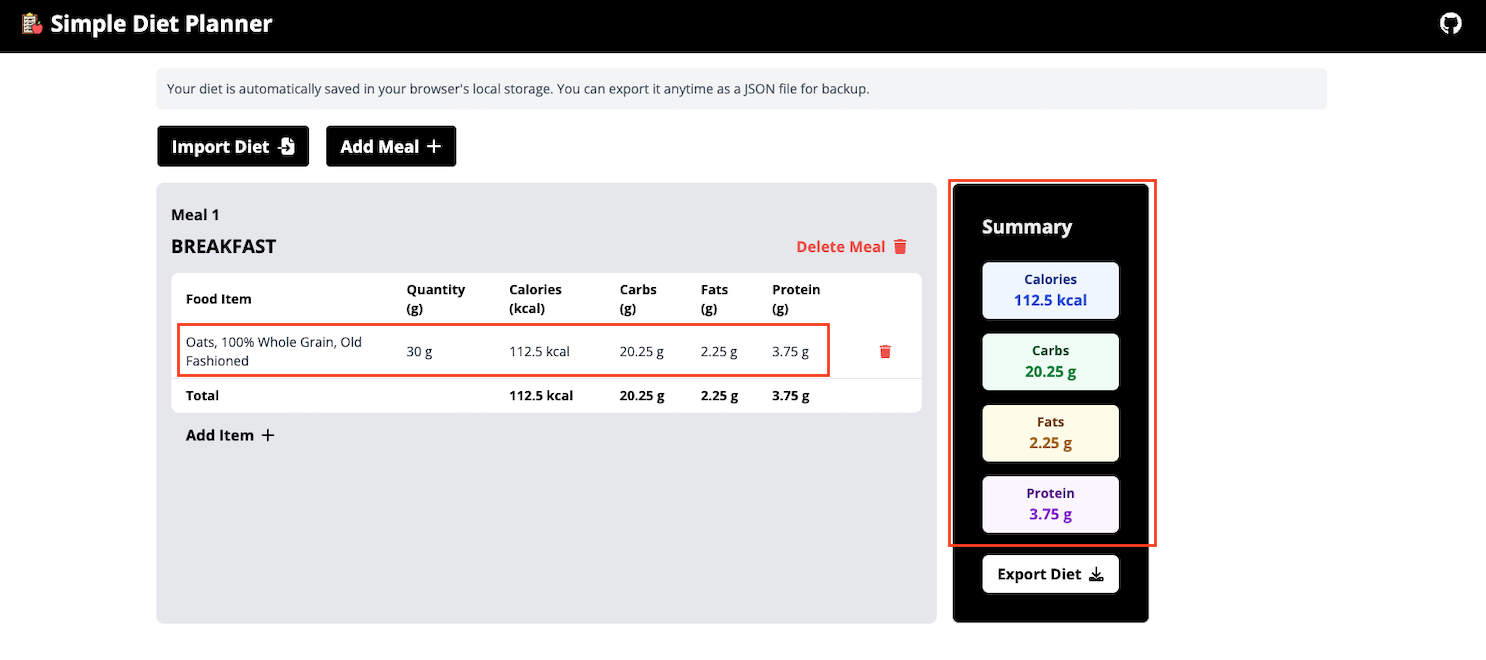 Simple Diet Planner
Your diet is automatically saved in your browser's local storage. You can export it anytime as a JSON file for backup.
Import Diet
Add Meal
Meal 1
BREAKFAST
Delete Meal
Food Item
Quantity
(g)
Calories
(kcal)
Carbs
(g)
Fats
(g)
Protein
(g)
Oats, 100% Whole Grain, Old
Fashioned
30 g
112.5 kcal
20.25 g
2.25 g
3.75 g
Total
112.5 kcal
20.25 g
2.25 g
3.75 g
Add Item
Summary
Calories
112.5 kcal
Carbs
20.25 g
Fats
2.25 g
Protein
3.75 g
Export Diet